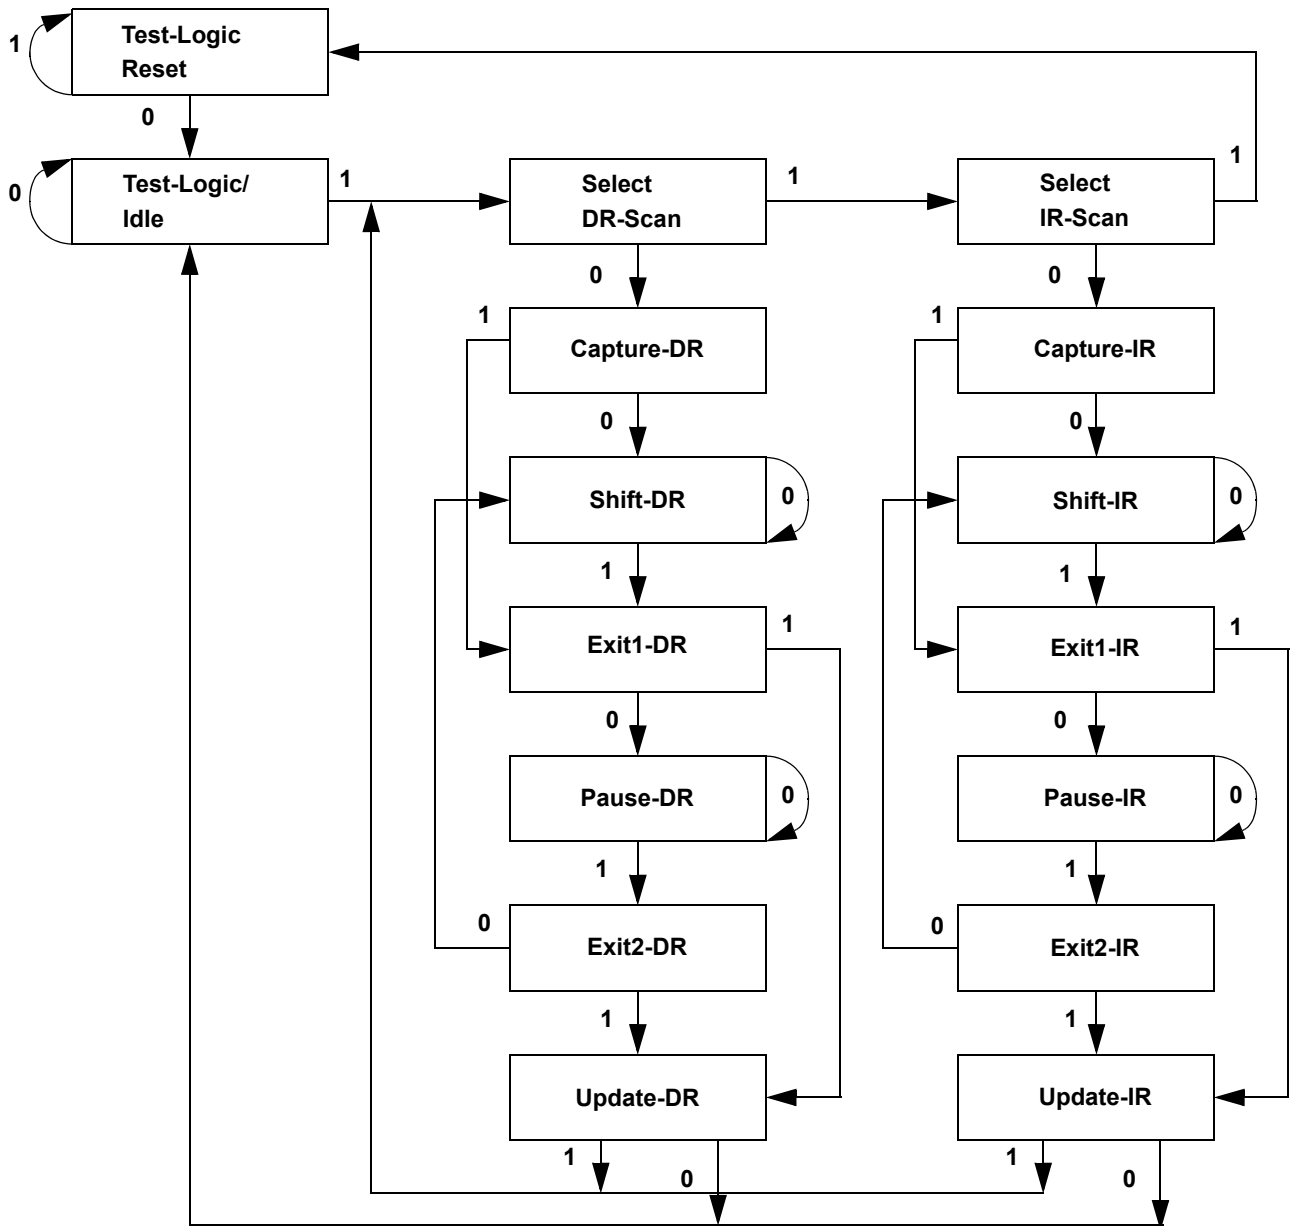 1
Test-Logic
Reset
0
0
Test-Logic/
Idle
1
Select
DR-Scan
1
Select
IR-Scan
1
0
0
1
Capture-DR
1
Capture-IR
0
0
Shift-DR
0
Shift-IR
0
1
1
Exit1-DR
1
Exit1-IR
1
0
0
Pause-DR
0
Pause-IR
0
1
1
0
Exit2-DR
0
Exit2-IR
1
1
Update-DR
Update-IR
1
0
1
0